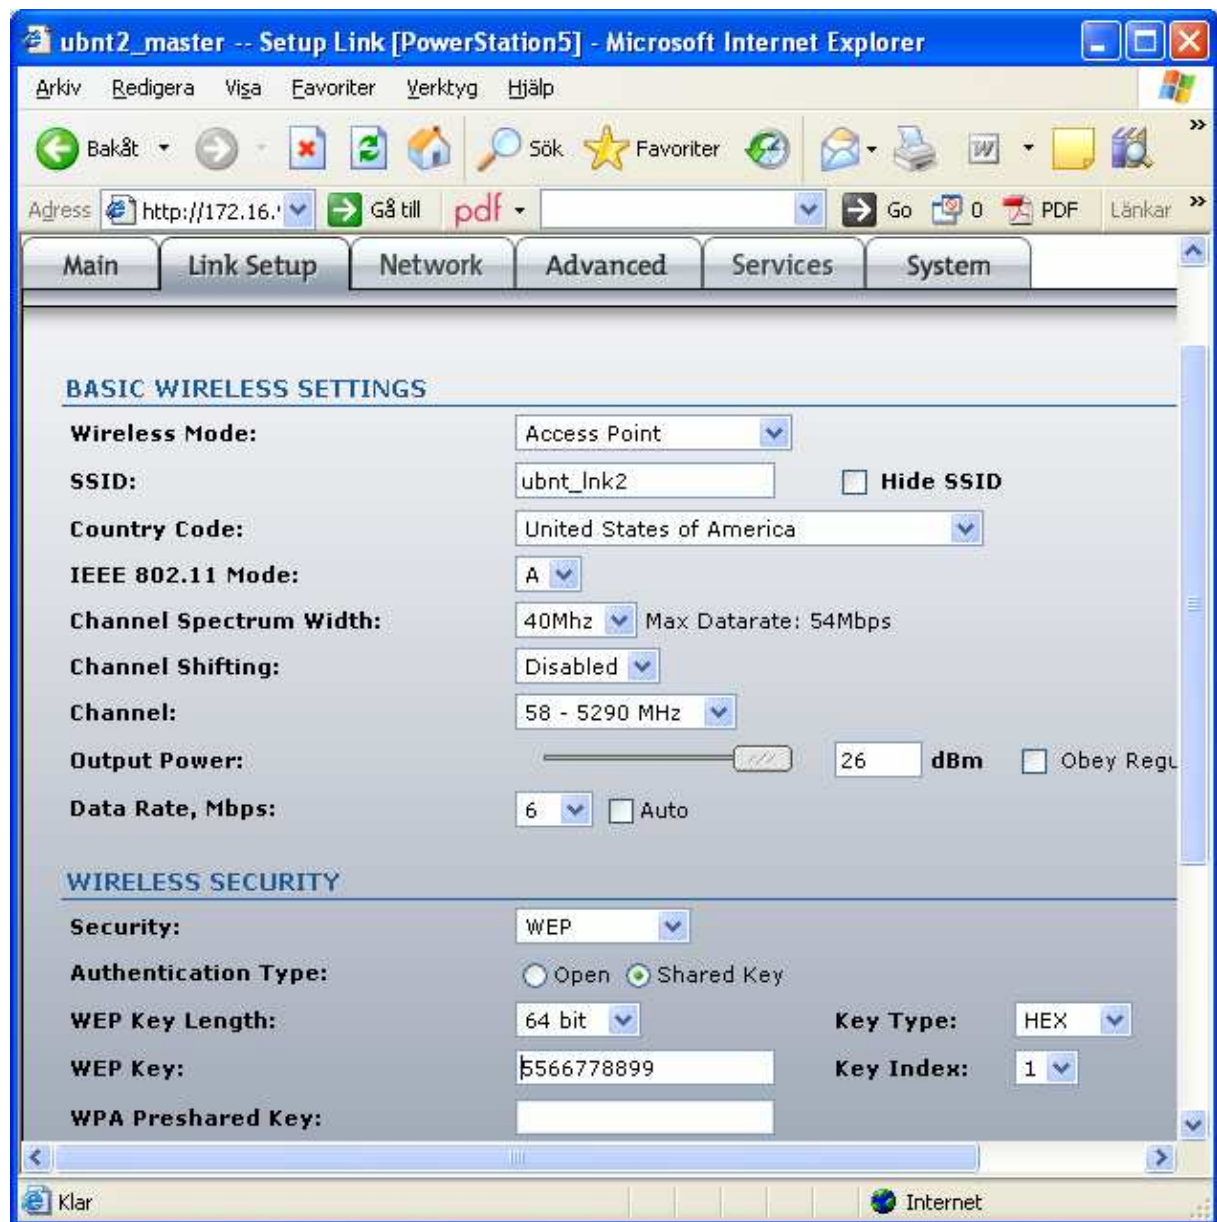 ubnt2_master -- Setup Link [PowerStation5] - Microsoft Internet Explorer
Arkiv Redigera Visa Favoriter Verktyg Hjälp
Bakåt Sök Favoriter »
Adress http://172.16. Gå till pdf Go 0 PDF Länkar »
Main Link Setup Network Advanced Services System
BASIC WIRELESS SETTINGS
Wireless Mode: Access Point
SSID: ubnt_lnk2 Hide SSID
Country Code: United States of America
IEEE 802.11 Mode: A
Channel Spectrum Width: 40Mhz Max Datarate: 54Mbps
Channel Shifting: Disabled
Channel: 58 - 5290 MHz
Output Power: 26 dBm Obey Regu
Data Rate, Mbps: 6 Auto
WIRELESS SECURITY
Security: WEP
Authentication Type: Open Shared Key
WEP Key Length: 64 bit Key Type: HEX
WEP Key: 5566778899 Key Index: 1
WPA Preshared Key:
Klar Internet